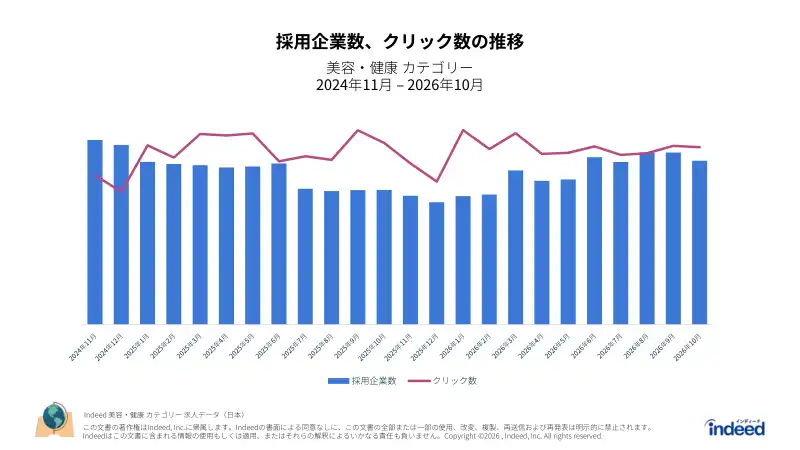 採用企業数、クリック数の推移
美容・健康 カテゴリー
2024年11月 – 2026年10月
2024年11月
2024年12月
2025年1月
2025年2月
2025年3月
2025年4月
2025年5月
2025年6月
2025年7月
2025年8月
2025年9月
2025年10月
2025年11月
2025年12月
2026年1月
2026年2月
2026年3月
2026年4月
2026年5月
2026年6月
2026年7月
2026年8月
2026年9月
2026年10月
採用企業数 クリック数
Indeed 美容・健康 カテゴリー 求人データ（日本）
この文書の著作権はIndeed, Inc.に帰属します。Indeedの書面による同意なしに、この文書の全部または一部の使用、改変、複製、再送信および再発表は明示的に禁止されます。
Indeedはこの文書に含まれる情報の使用もしくは適用、またはそれらの解釈によるいかなる責任も負いません。Copyright ©2026 , Indeed, Inc. All rights reserved.
インディード
indeed